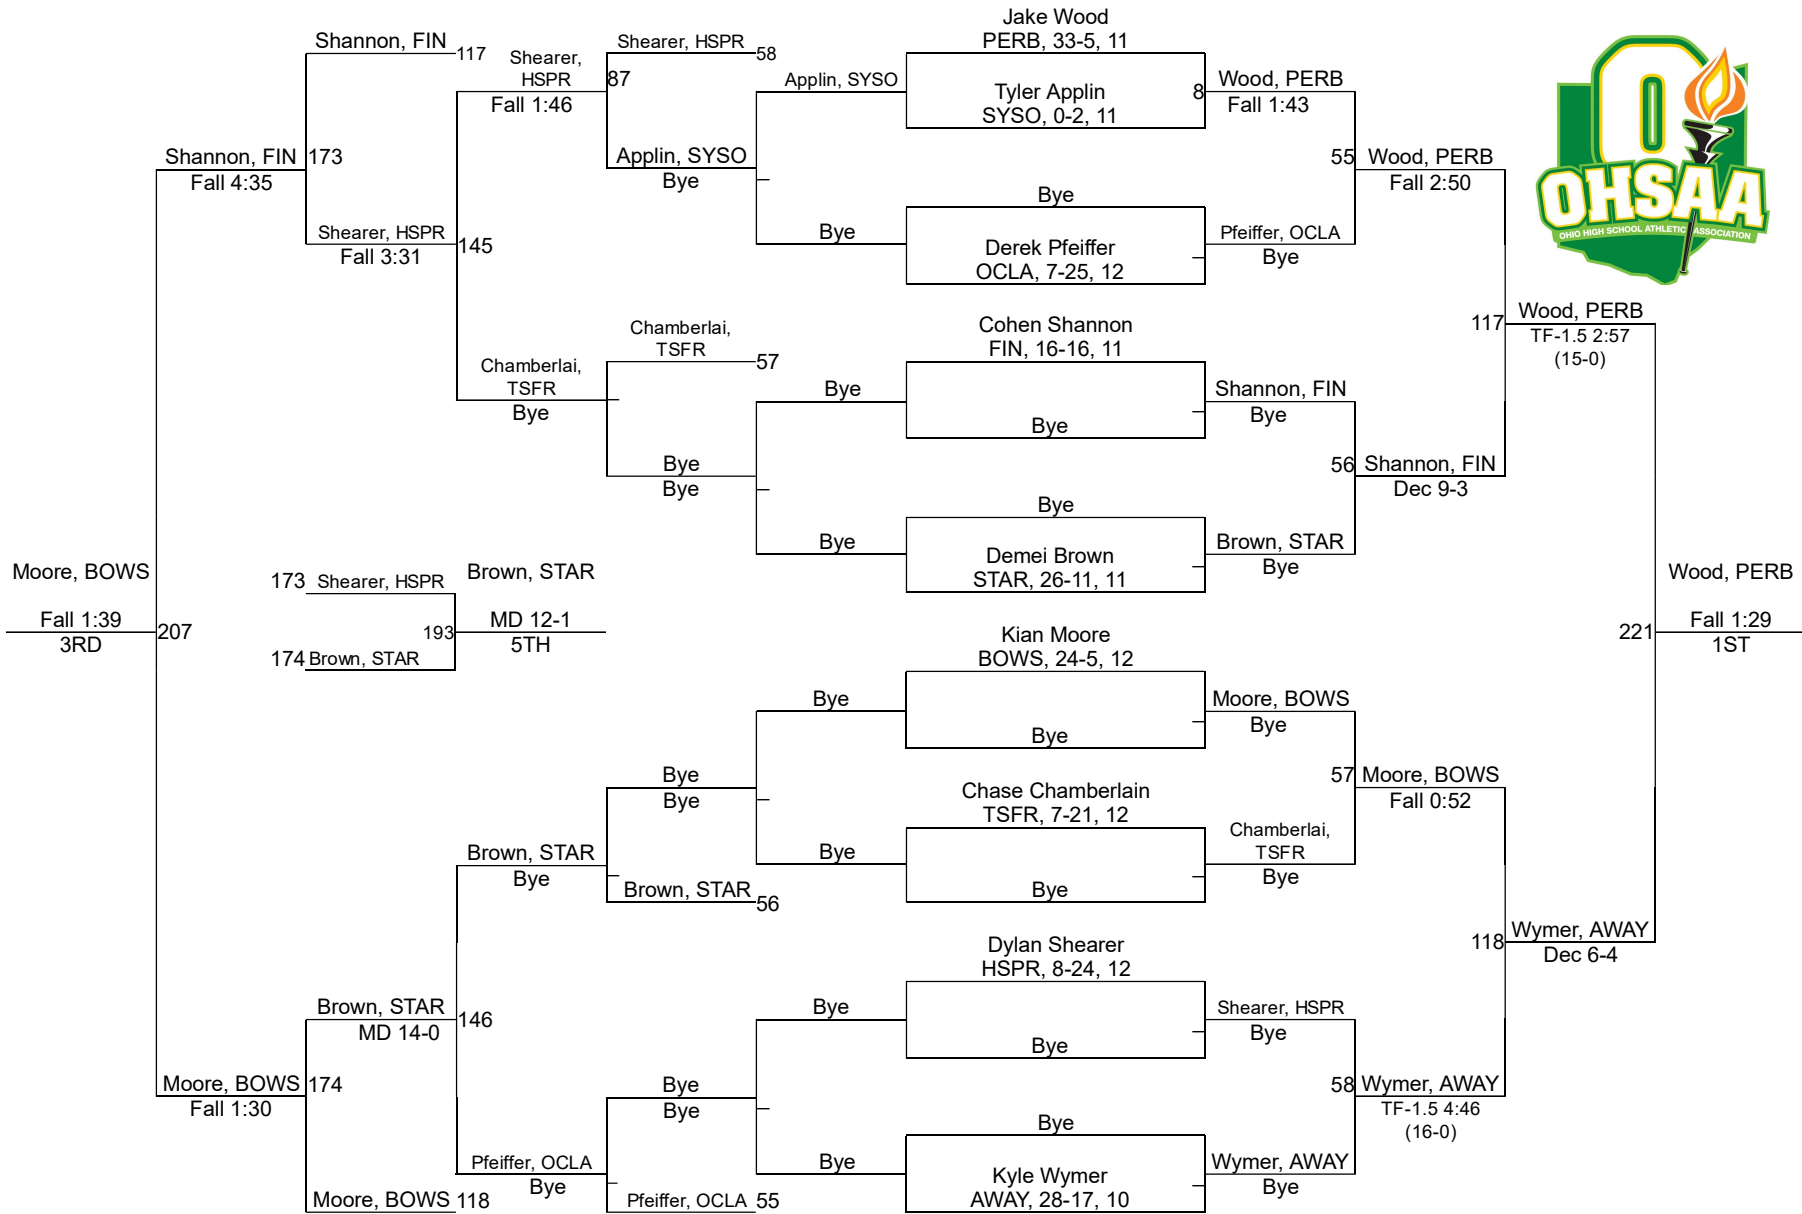 Jake Wood
PERB, 33-5, 11
Shannon, FIN
117
Shearer,
HSPR
Fall 1:46
87
Shearer, HSPR
58
Applin, SYSO
Tyler Applin
SYSO, 0-2, 11
8
Wood, PERB
Fall 1:43
Shannon, FIN
Fall 4:35
173
Applin, SYSO
Bye
55
Wood, PERB
Fall 2:50
Shearer, HSPR
Fall 3:31
145
Bye
Bye
Derek Pfeiffer
OCLA, 7-25, 12
Pfeiffer, OCLA
Bye
O
OHSAA
OHIO HIGH SCHOOL ATHLETIC ASSOCIATION
Chamberlai,
TSFR
57
Cohen Shannon
FIN, 16-16, 11
117
Wood, PERB
TF-1.5 2:57
(15-0)
Chamberlai,
TSFR
Bye
Bye
Bye
Shannon, FIN
Bye
Bye
Bye
56
Shannon, FIN
Dec 9-3
Bye
Bye
Demei Brown
STAR, 26-11, 11
Brown, STAR
Bye
Moore, BOWS
Fall 1:39
3RD
207
173
Shearer, HSPR
174
Brown, STAR
193
Brown, STAR
MD 12-1
5TH
Wood, PERB
221
Fall 1:29
1ST
Kian Moore
BOWS, 24-5, 12
Bye
Bye
Moore, BOWS
Bye
Bye
Bye
Chase Chamberlain
TSFR, 7-21, 12
57
Moore, BOWS
Fall 0:52
Brown, STAR
Bye
Brown, STAR
56
Bye
Bye
Chamberlai,
TSFR
Bye
118
Wymer, AWAY
Dec 6-4
Dylan Shearer
HSPR, 8-24, 12
Brown, STAR
MD 14-0
146
Bye
Bye
Shearer, HSPR
Bye
Moore, BOWS
Fall 1:30
174
Bye
Bye
58
Wymer, AWAY
TF-1.5 4:46
(16-0)
Bye
Pfeiffer, OCLA
Bye
Bye
Kyle Wymer
AWAY, 28-17, 10
Wymer, AWAY
Bye
Moore, BOWS
118
Pfeiffer, OCLA
55